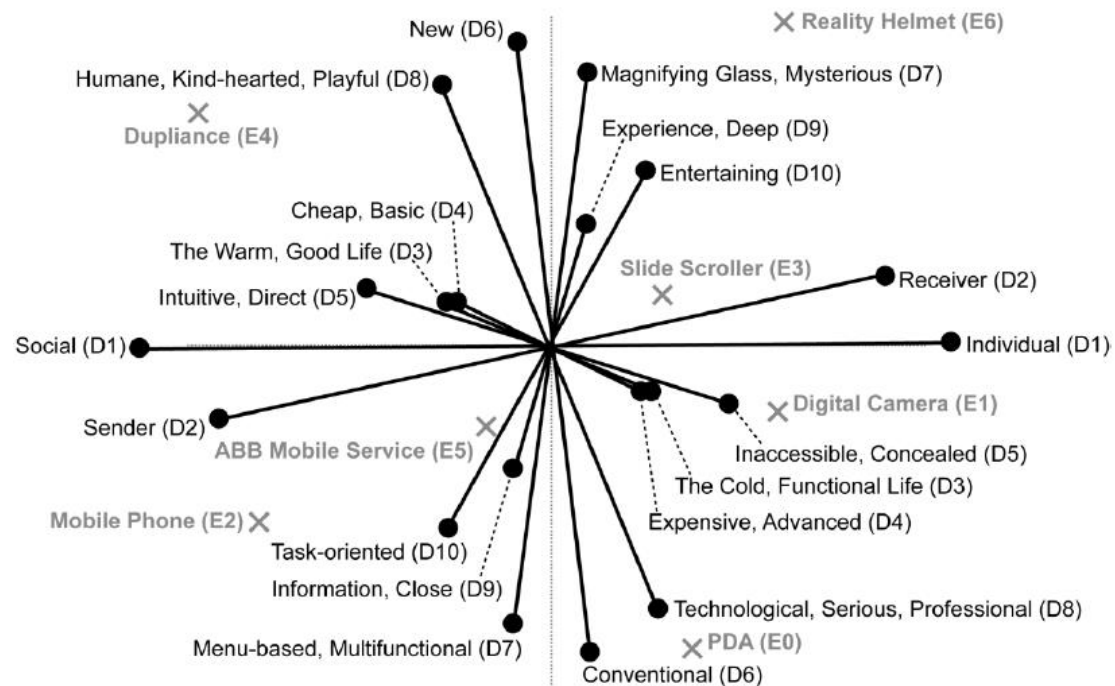 Reality Helmet (E6)
New (D6)
Humane, Kind-hearted, Playful (D8)
Magnifying Glass, Mysterious (D7)
Dupliance (E4)
Experience, Deep (D9)
Entertaining (D10)
Cheap, Basic (D4)
The Warm, Good Life (D3)
Slide Scroller (E3)
Receiver (D2)
Intuitive, Direct (D5)
Social (D1)
Individual (D1)
Digital Camera (E1)
Sender (D2)
ABB Mobile Service (E5)
Inaccessible, Concealed (D5)
The Cold, Functional Life (D3)
Mobile Phone (E2)
Expensive, Advanced (D4)
Task-oriented (D10)
Information, Close (D9)
Technological, Serious, Professional (D8)
PDA (E0)
Menu-based, Multifunctional (D7)
Conventional (D6)